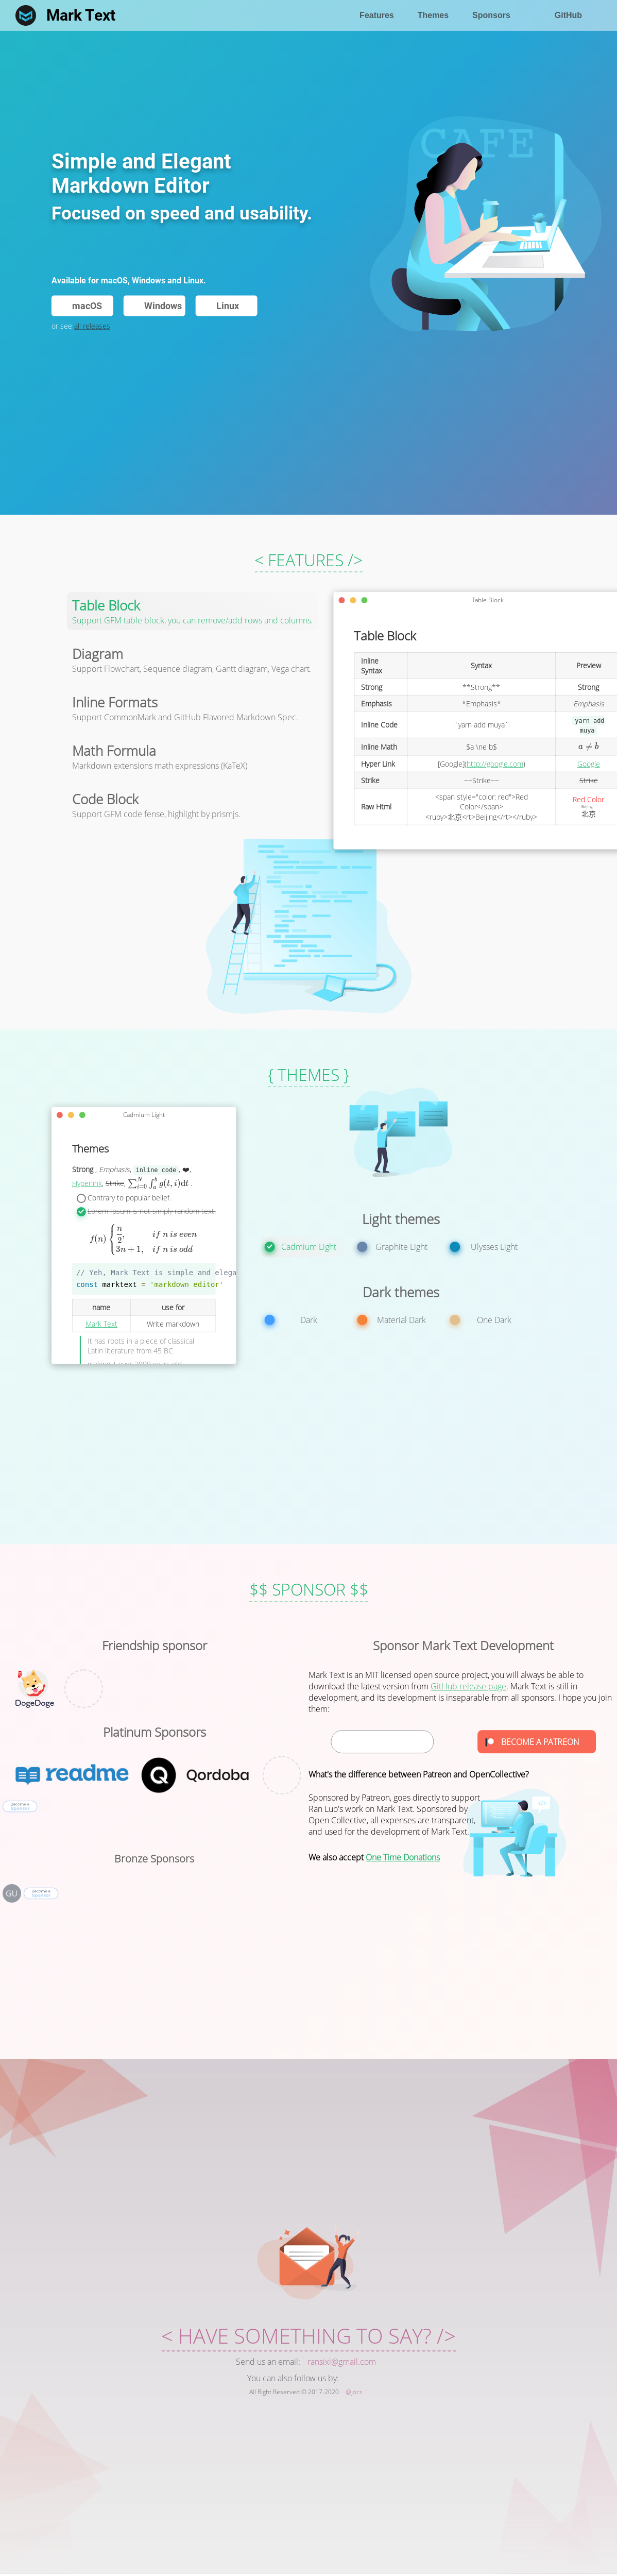 Mark Text
Features
Themes
Sponsors
GitHub
CAFE
Simple and Elegant
Markdown Editor
Focused on speed and usability.
Available for macOS, Windows and Linux.
macOS
Windows
Linux
or see all releases
< FEATURES />
Table Block
Support GFM table block, you can remove/add rows and columns.
Diagram
Support Flowchart, Sequence diagram, Gantt diagram, Vega chart.
Inline Formats
Support CommonMark and GitHub Flavored Markdown Spec.
Math Formula
Markdown extensions math expressions (KaTeX)
Code Block
Support GFM code fense, highlight by prismjs.
Table Block
Table Block
Inline Syntax
Syntax
Preview
Strong
**Strong**
Strong
Emphasis
*Emphasis*
Emphasis
Inline Code
`yarn add muya`
yarn add muya
Inline Math
$a \ne b$
a ≠ b
Hyper Link
[Google](http://google.com)
Google
Strike
~~Strike~~
Strike
Raw Html
<span style="color: red">Red
Color</span>
<ruby>北京<rt>Beijing</rt></ruby>
Red Color
Beijing
北京
{ THEMES }
Cadmium Light
Themes
Strong , Emphasis, inline code , ❤️,
Hyperlink, Strike, ∑_{i=0}^{N} ∫_a^b g(t, i)dt .
Contrary to popular belief.
Lorem Ipsum is not simply random text.
f(n) { n/2, if n is even
3n + 1, if n is odd
// Yeh, Mark Text is simple and elega
const marktext = 'markdown editor'
name
use for
Mark Text
Write markdown
It has roots in a piece of classical
Latin literature from 45 BC
making it over 2000 years old
Light themes
Cadmium Light
Graphite Light
Ulysses Light
Dark themes
Dark
Material Dark
One Dark
$$ SPONSOR $$
Friendship sponsor
DogeDoge
Platinum Sponsors
readme
Qordoba
Become a
Sponsor
Bronze Sponsors
GU
Become a
Sponsor
Sponsor Mark Text Development
Mark Text is an MIT licensed open source project, you will always be able to
download the latest version from GitHub release page. Mark Text is still in
development, and its development is inseparable from all sponsors. I hope you join
them:
BECOME A PATREON
What's the difference between Patreon and OpenCollective?
Sponsored by Patreon, goes directly to support
Ran Luo's work on Mark Text. Sponsored by
Open Collective, all expenses are transparent,
and used for the development of Mark Text.
We also accept One Time Donations
< HAVE SOMETHING TO SAY? />
Send us an email: ransixi@gmail.com
You can also follow us by:
All Right Reserved © 2017-2020 @Jocs